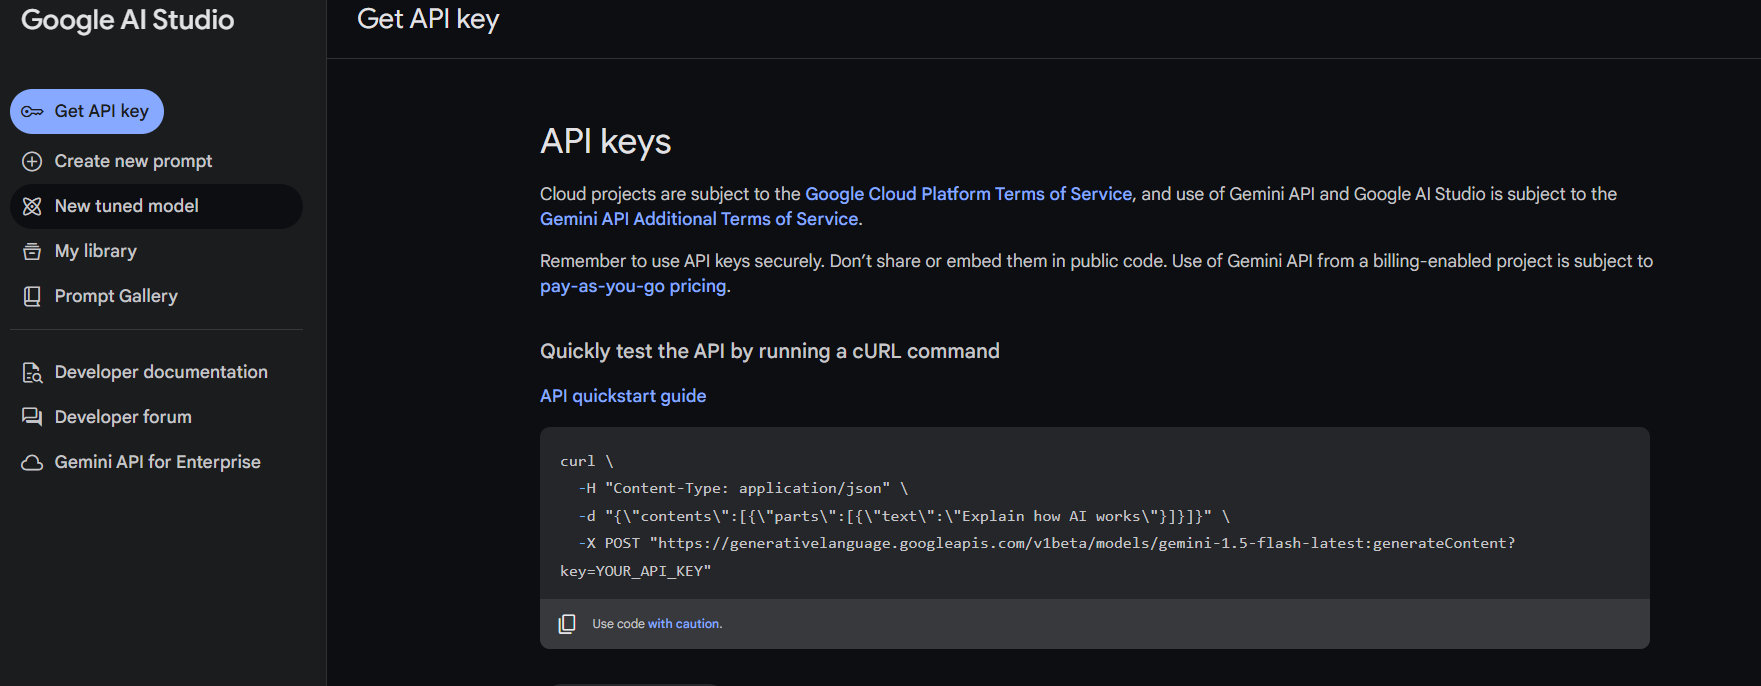 Google AI Studio
Get API key
Get API key
Create new prompt
New tuned model
My library
Prompt Gallery
Developer documentation
Developer forum
Gemini API for Enterprise
API keys
Cloud projects are subject to the Google Cloud Platform Terms of Service, and use of Gemini API and Google AI Studio is subject to the
Gemini API Additional Terms of Service.
Remember to use API keys securely. Don’t share or embed them in public code. Use of Gemini API from a billing-enabled project is subject to
pay-as-you-go pricing.
Quickly test the API by running a cURL command
API quickstart guide
curl \
  -H "Content-Type: application/json" \
  -d "{\"contents\":[{\"parts\":[{\"text\":\"Explain how AI works\"}]}]}" \
  -X POST "https://generativelanguage.googleapis.com/v1beta/models/gemini-1.5-flash-latest:generateContent?
key=YOUR_API_KEY"
Use code with caution.